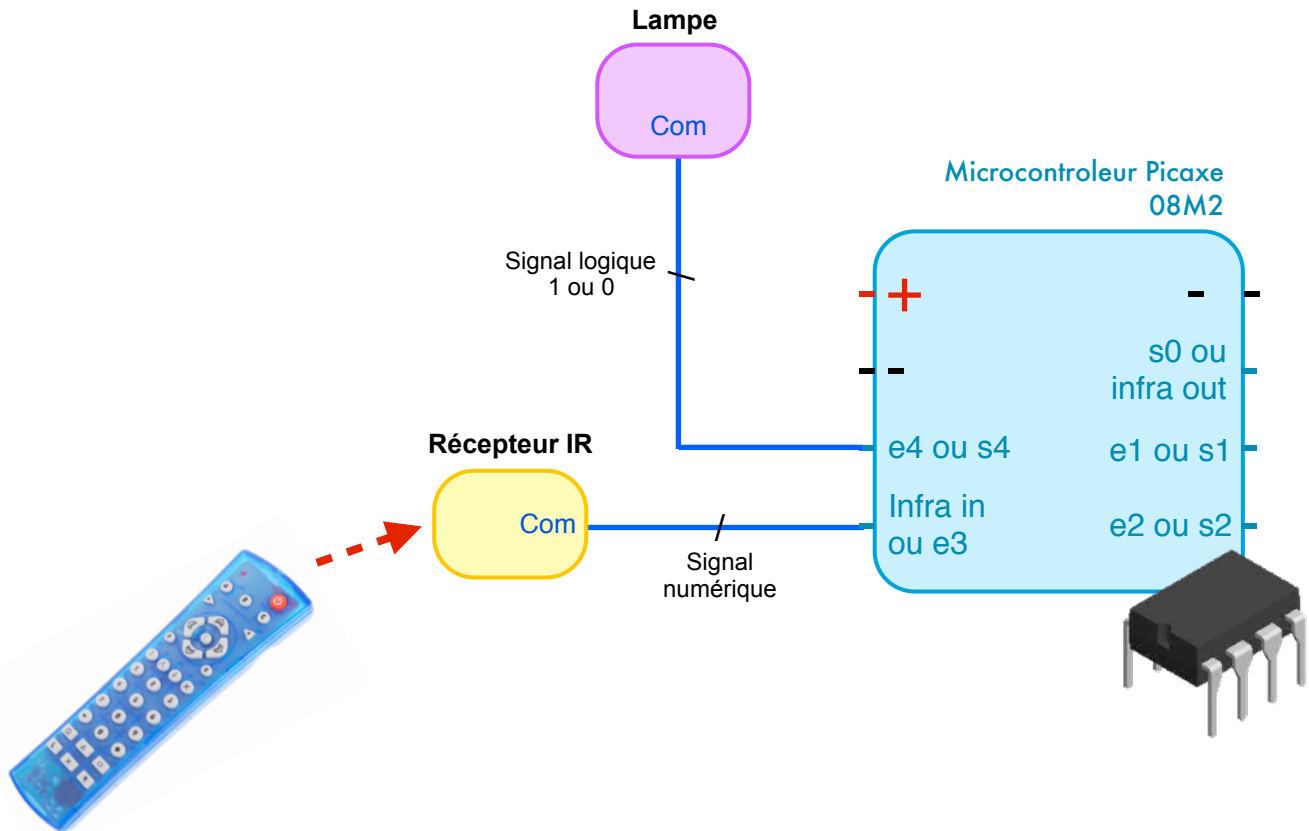 Lampe
Com
Microcontroleur Picaxe
08M2
Signal logique
1 ou 0
+
-
-
s0 ou
infra out
Récepteur IR
e4 ou s4
e1 ou s1
Com
Infra in
ou e3
e2 ou s2
Signal
numérique